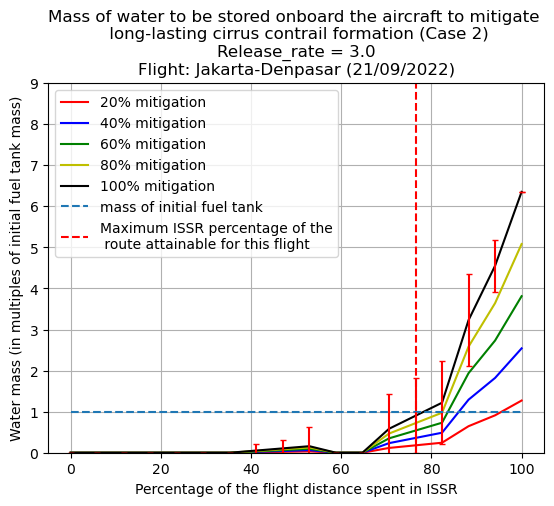 Mass of water to be stored onboard the aircraft to mitigate
long-lasting cirrus contrail formation (Case 2)
Release_rate = 3.0
Flight: Jakarta-Denpasar (21/09/2022)
Water mass (in multiples of initial fuel tank mass)
9
8
7
6
5
4
3
2
1
0
20% mitigation
40% mitigation
60% mitigation
80% mitigation
100% mitigation
mass of initial fuel tank
Maximum ISSR percentage of the
route attainable for this flight
0 20 40 60 80 100
Percentage of the flight distance spent in ISSR